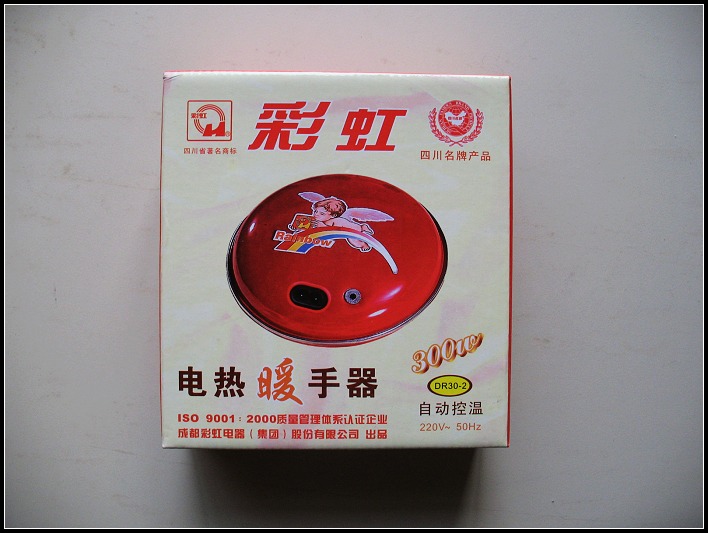 彩虹
®
四川省著名商标
彩虹
四川名牌产品
Rainbow
300W
电热暖手器
DR30-2
自动控温
220V~ 50Hz
ISO 9001：2000质量管理体系认证企业
成都彩虹电器（集团）股份有限公司 出品